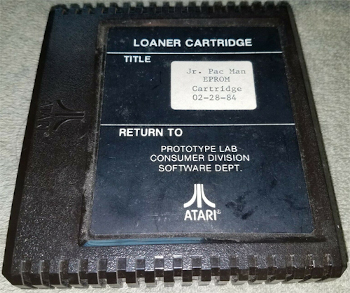 LOANER CARTRIDGE
TITLE
Jr. Pac Man
EPROM
Cartridge
02-28-84
RETURN TO
PROTOTYPE LAB
CONSUMER DIVISION
SOFTWARE DEPT.
ATARI